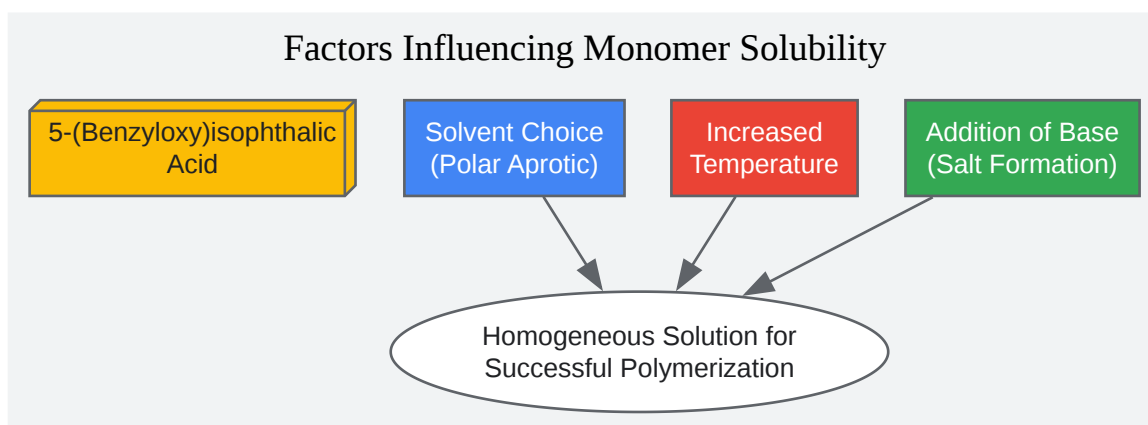 Factors Influencing Monomer Solubility
5-(Benzyloxy)isophthalic
Acid
Solvent Choice
(Polar Aprotic)
Increased
Temperature
Addition of Base
(Salt Formation)
Homogeneous Solution for
Successful Polymerization